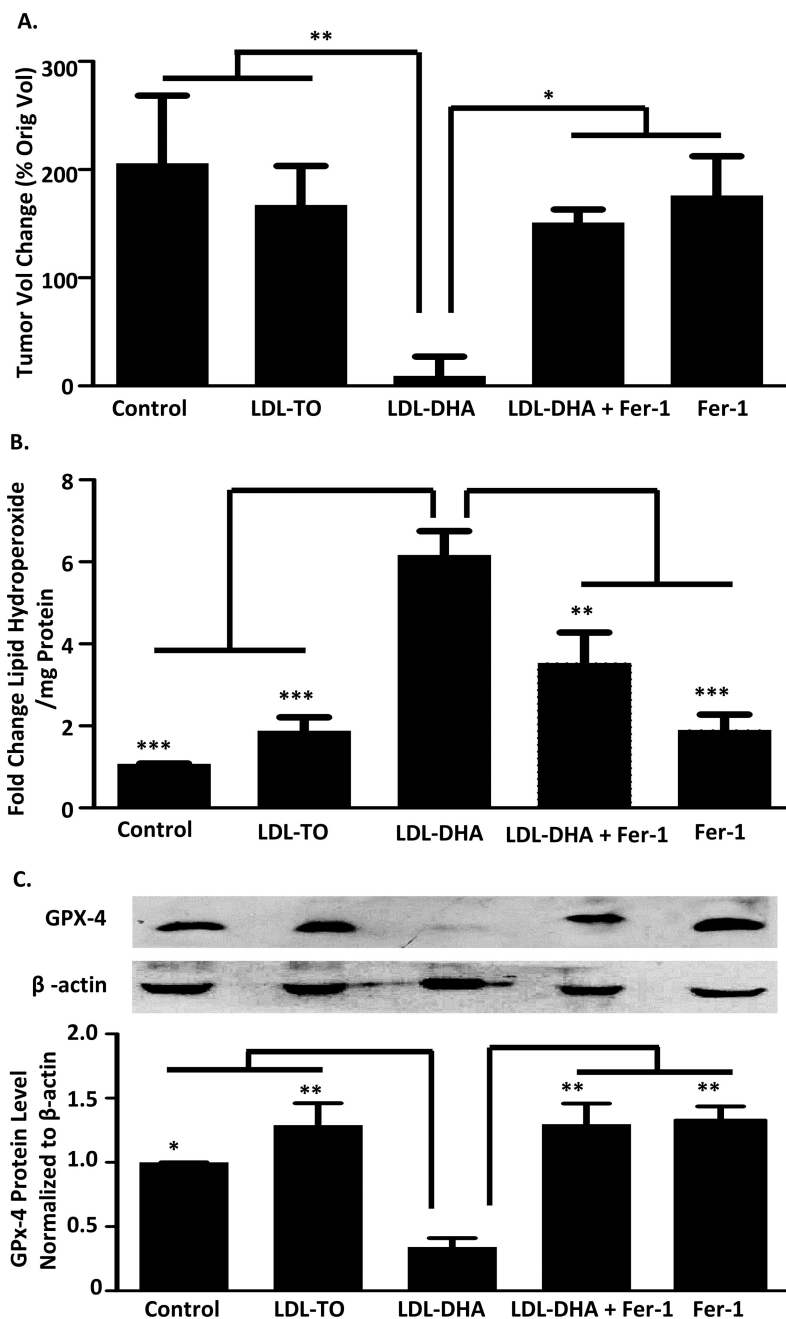 A.
**
*
300
200
100
0
Tumor Vol Change (% Orig Vol)
Control
LDL-TO
LDL-DHA
LDL-DHA + Fer-1
Fer-1
B.
8
6
4
2
0
Fold Change Lipid Hydroperoxide
/mg Protein
***
***
**
***
Control
LDL-TO
LDL-DHA
LDL-DHA + Fer-1
Fer-1
C.
GPX-4
β -actin
2.0
1.5
1.0
0.5
0
GPx-4 Protein Level
Normalized to β-actin
*
**
**
**
Control
LDL-TO
LDL-DHA
LDL-DHA + Fer-1
Fer-1